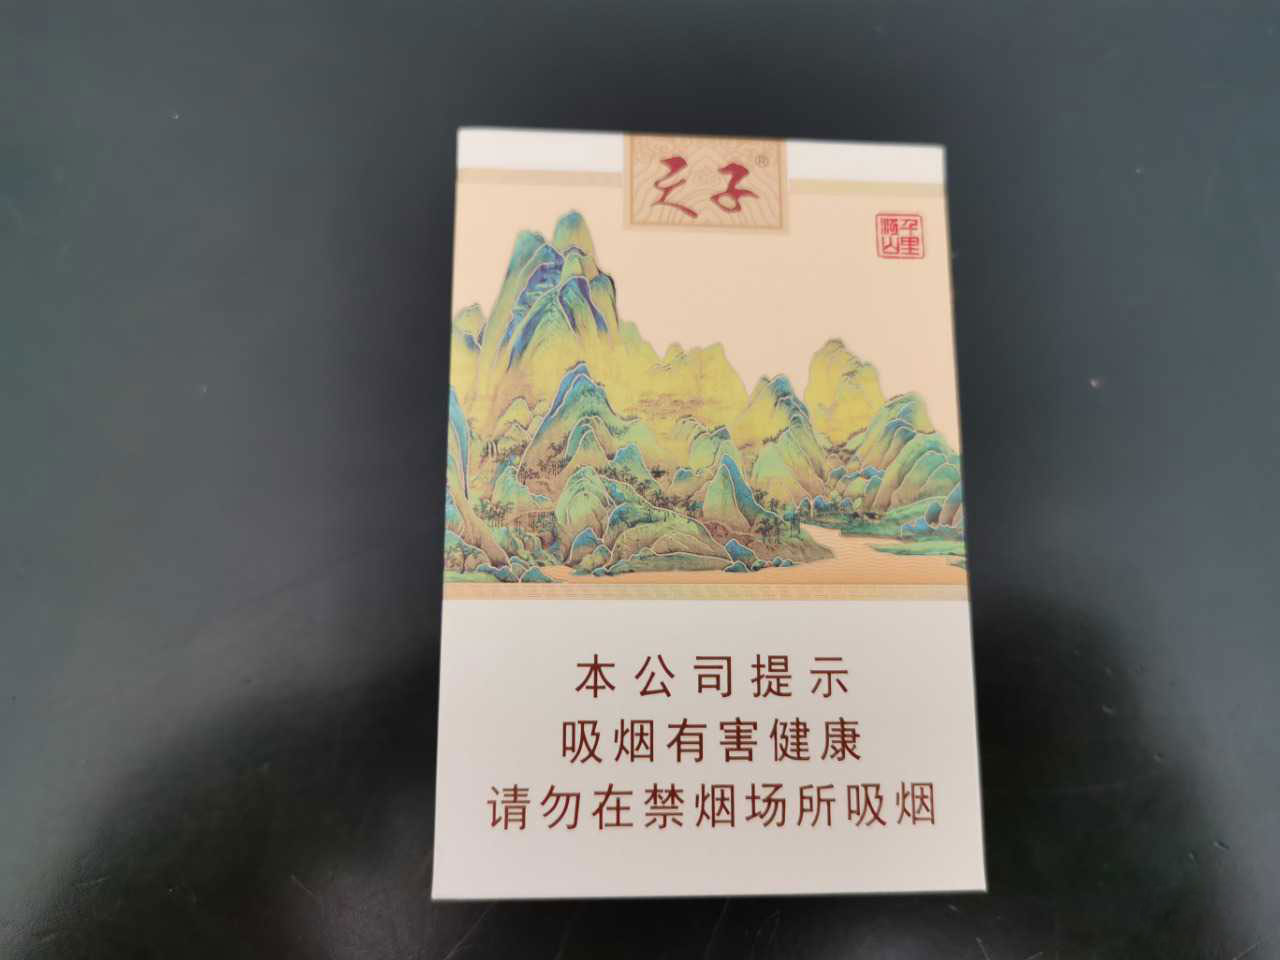 天子®
千里
江山
本公司提示
吸烟有害健康
请勿在禁烟场所吸烟